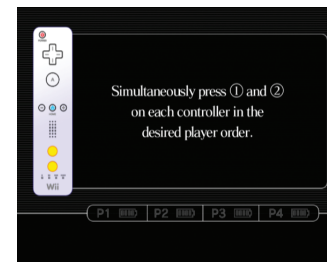 Simultaneously press ① and ②
on each controller in the
desired player order.
Wii
P1 P2 P3 P4